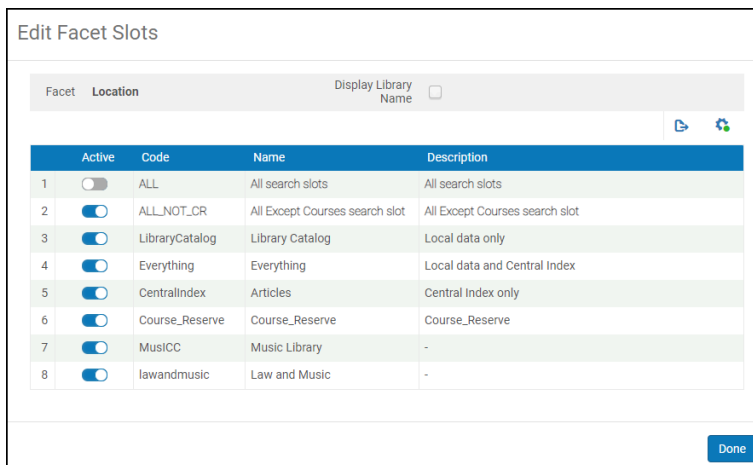 Edit Facet Slots
Facet Location Display Library
Name
Active Code Name Description
1 ALL All search slots All search slots
2 ALL_NOT_CR All Except Courses search slot All Except Courses search slot
3 LibraryCatalog Library Catalog Local data only
4 Everything Everything Local data and Central Index
5 CentralIndex Articles Central Index only
6 Course_Reserve Course_Reserve Course_Reserve
7 MusICC Music Library -
8 lawandmusic Law and Music -
Done